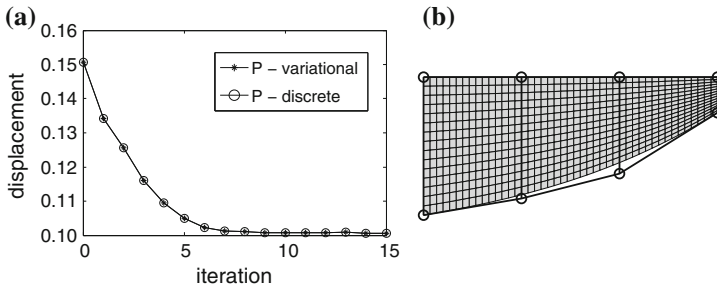 (a)
(b)
0.16
0.15
0.14
0.13
0.12
0.11
0.10
displacement
P – variational
P – discrete
0
5
10
15
iteration